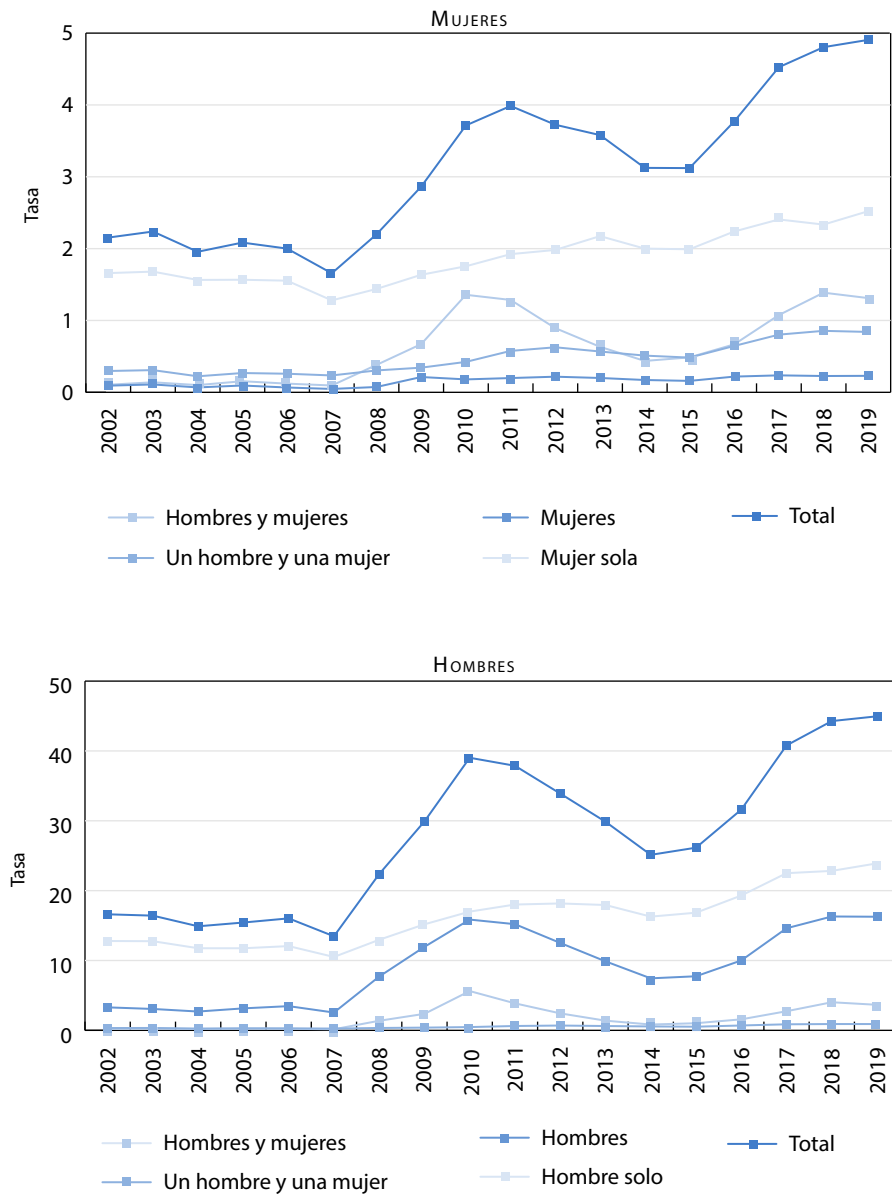 MUJERES
5
4
3
2
1
0
Tasa
2002 2003 2004 2005 2006 2007 2008 2009 2010 2011 2012 2013 2014 2015 2016 2017 2018 2019
Hombres y mujeres Mujeres Total
Un hombre y una mujer Mujer sola
HOMBRES
50
40
30
20
10
0
Tasa
2002 2003 2004 2005 2006 2007 2008 2009 2010 2011 2012 2013 2014 2015 2016 2017 2018 2019
Hombres y mujeres Hombres Total
Un hombre y una mujer Hombre solo